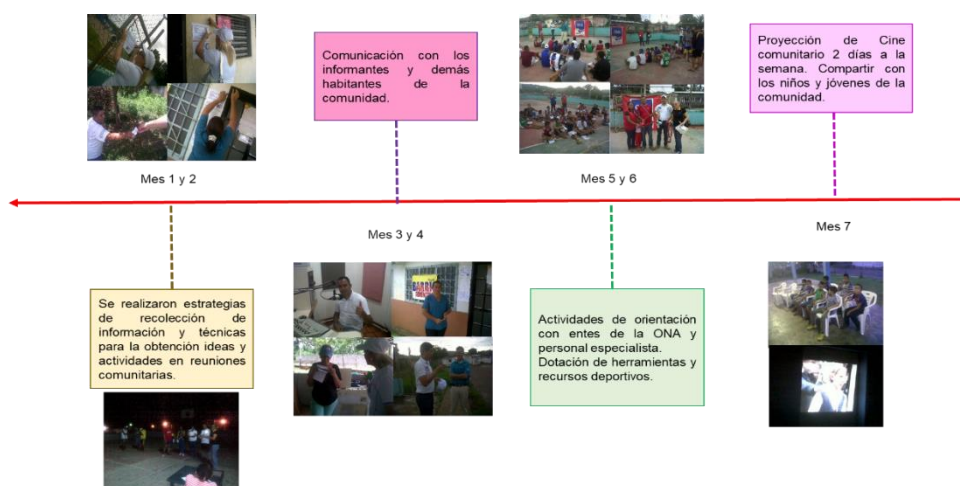 Mes 1 y 2
Se realizaron estrategias
de recolección de
información y técnicas
para la obtención ideas y
actividades en reuniones
comunitarias.
Comunicación con los
informantes y demás
habitantes de la
comunidad.
Mes 3 y 4
BARRIO
Mes 5 y 6
Actividades de orientación
con entes de la ONA y
personal especialista.
Dotación de herramientas y
recursos deportivos.
Proyección de Cine
comunitario 2 días a la
semana. Compartir con
los niños y jóvenes de la
comunidad.
Mes 7